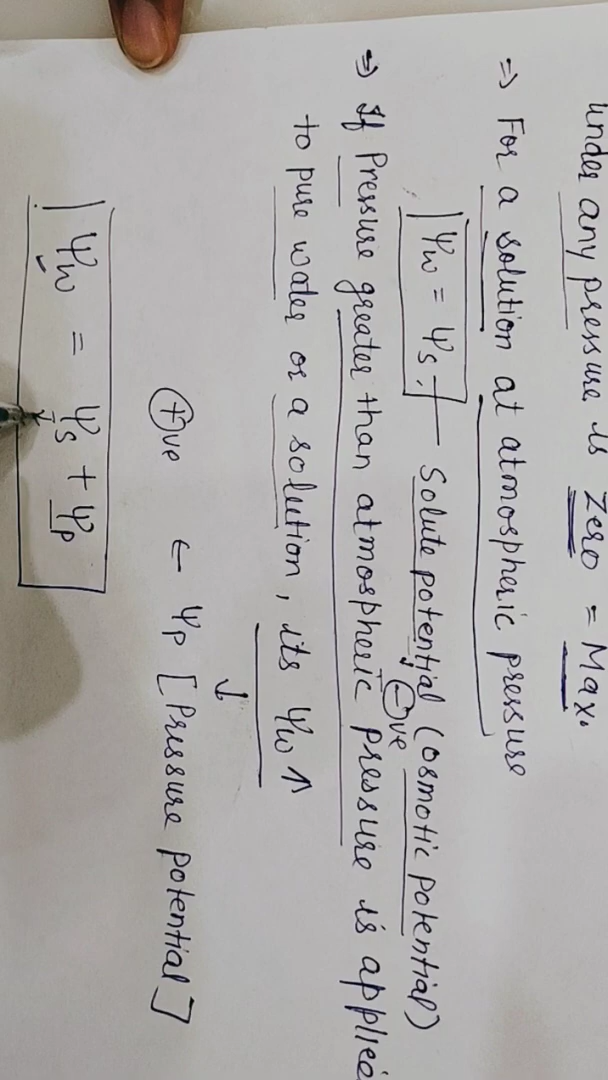 under any pressure is Zero = Max.
⇒ For a solution at atmospheric pressure
Ψw = Ψs. Solute potential (osmotic potential)
⊖ve
⇒ If Pressure greater than atmospheric pressure is applied
to pure water or a solution, its Ψw ↑
↓
⊕ve ← Ψp [Pressure potential]
Ψw = Ψs + Ψp